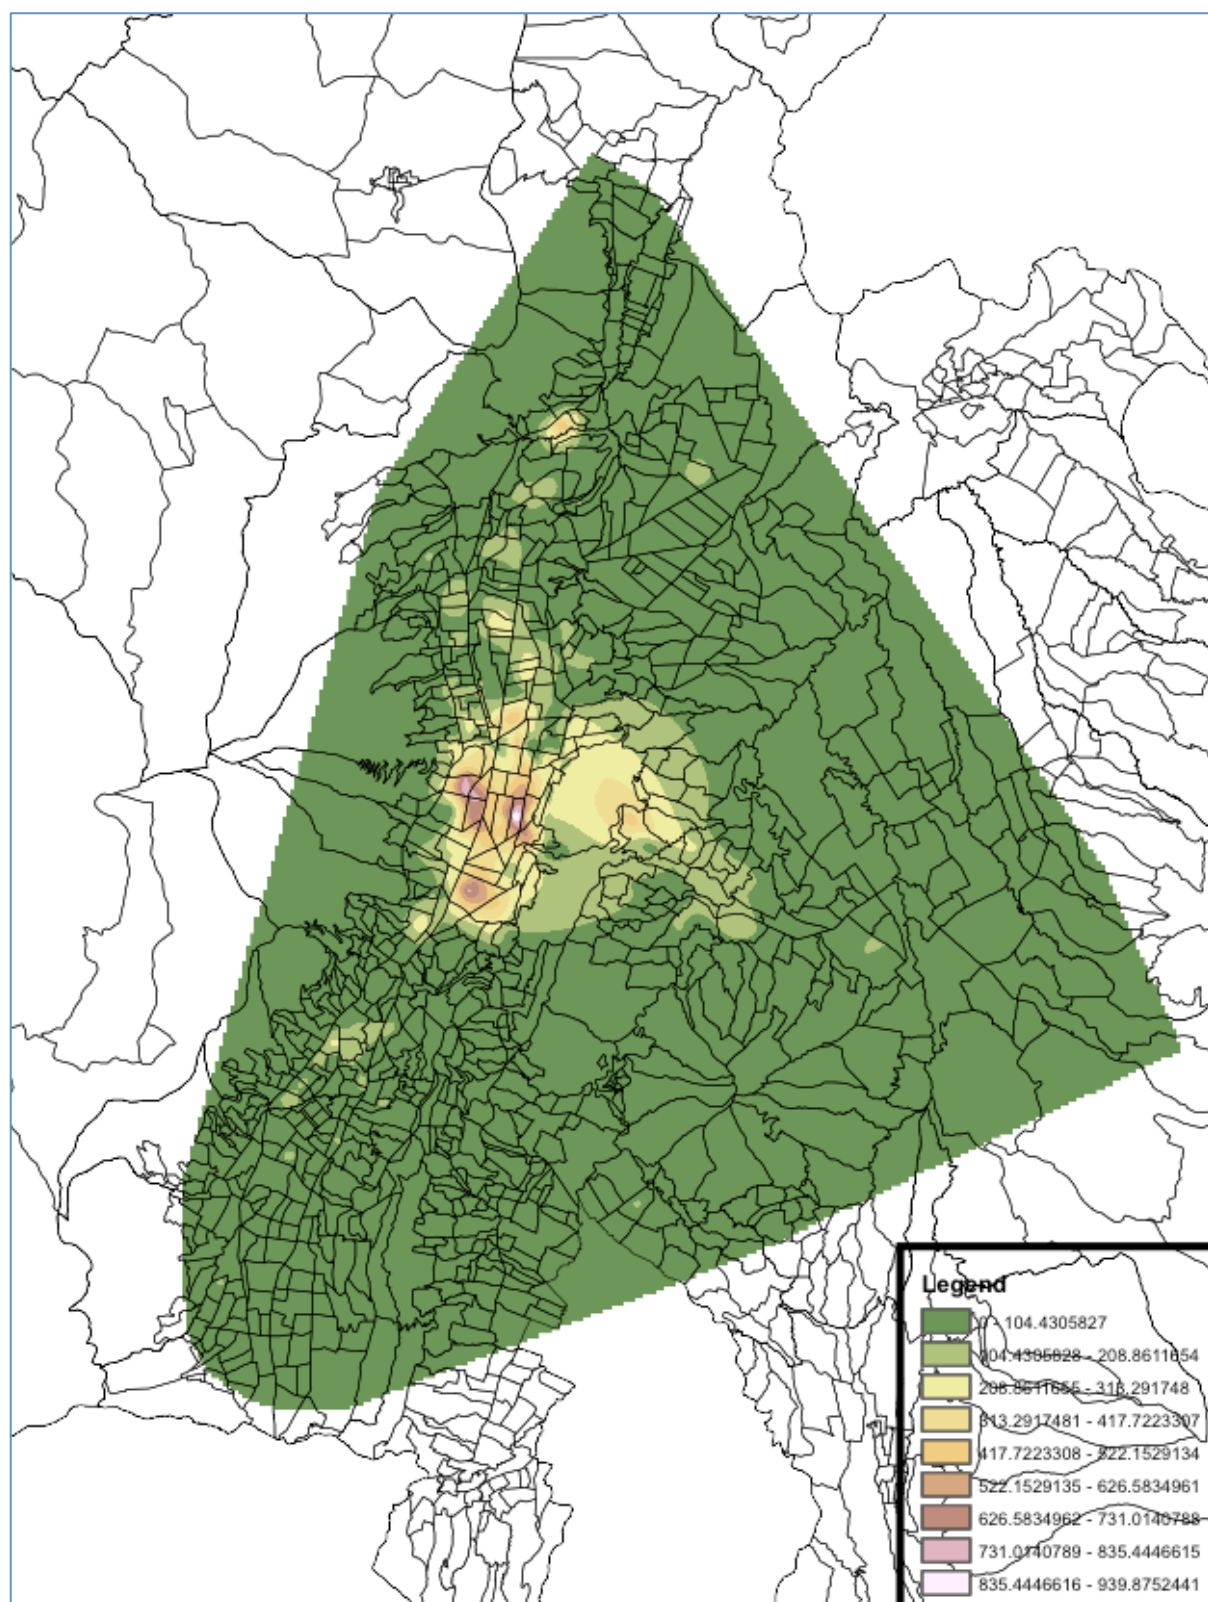 Legend
0 - 104.4305827
104.4305828 - 208.8611654
208.8611655 - 313.291748
313.2917481 - 417.7223307
417.7223308 - 522.1529134
522.1529135 - 626.5834961
626.5834962 - 731.0140788
731.0140789 - 835.4446615
835.4446616 - 939.8752441